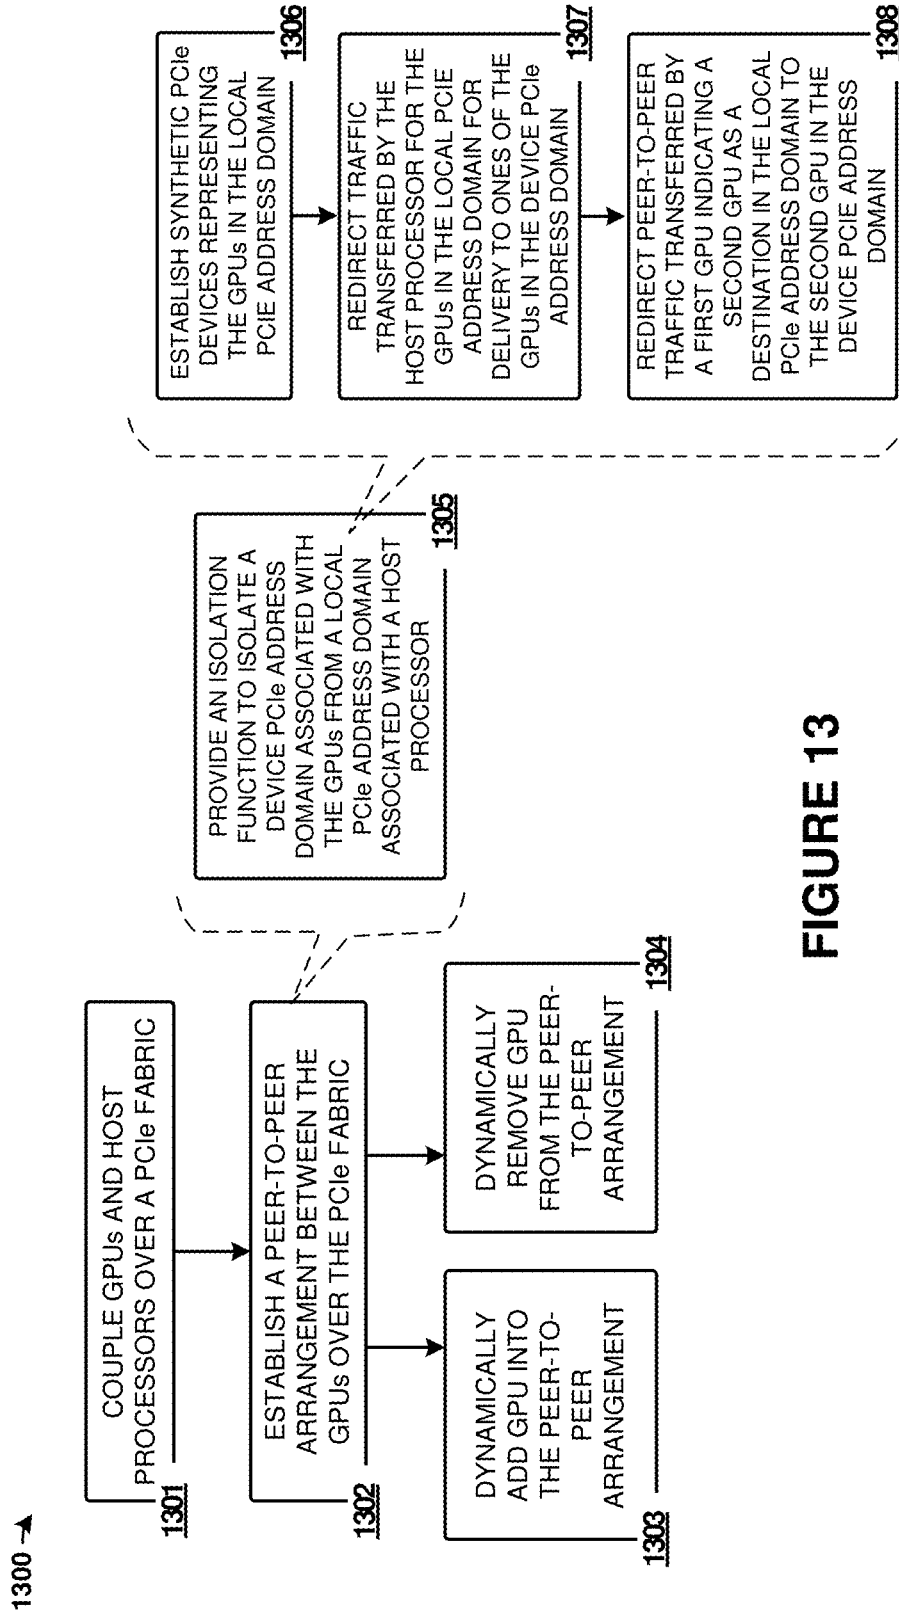 1300
COUPLE GPUs AND HOST
PROCESSORS OVER A PCIe FABRIC
1301
ESTABLISH A PEER-TO-PEER
ARRANGEMENT BETWEEN THE
GPUs OVER THE PCIe FABRIC
1302
DYNAMICALLY
ADD GPU INTO
THE PEER-TO-
PEER
ARRANGEMENT
1303
DYNAMICALLY
REMOVE GPU
FROM THE PEER-
TO-PEER
ARRANGEMENT
1304
PROVIDE AN ISOLATION
FUNCTION TO ISOLATE A
DEVICE PCIe ADDRESS
DOMAIN ASSOCIATED WITH
THE GPUs FROM A LOCAL
PCIe ADDRESS DOMAIN
ASSOCIATED WITH A HOST
PROCESSOR
1305
ESTABLISH SYNTHETIC PCIe
DEVICES REPRESENTING
THE GPUs IN THE LOCAL
PCIE ADDRESS DOMAIN
1306
REDIRECT TRAFFIC
TRANSFERRED BY THE
HOST PROCESSOR FOR THE
GPUs IN THE LOCAL PCIE
ADDRESS DOMAIN FOR
DELIVERY TO ONES OF THE
GPUs IN THE DEVICE PCIe
ADDRESS DOMAIN
1307
REDIRECT PEER-TO-PEER
TRAFFIC TRANSFERRED BY
A FIRST GPU INDICATING A
SECOND GPU AS A
DESTINATION IN THE LOCAL
PCIe ADDRESS DOMAIN TO
THE SECOND GPU IN THE
DEVICE PCIE ADDRESS
DOMAIN
1308
FIGURE 13